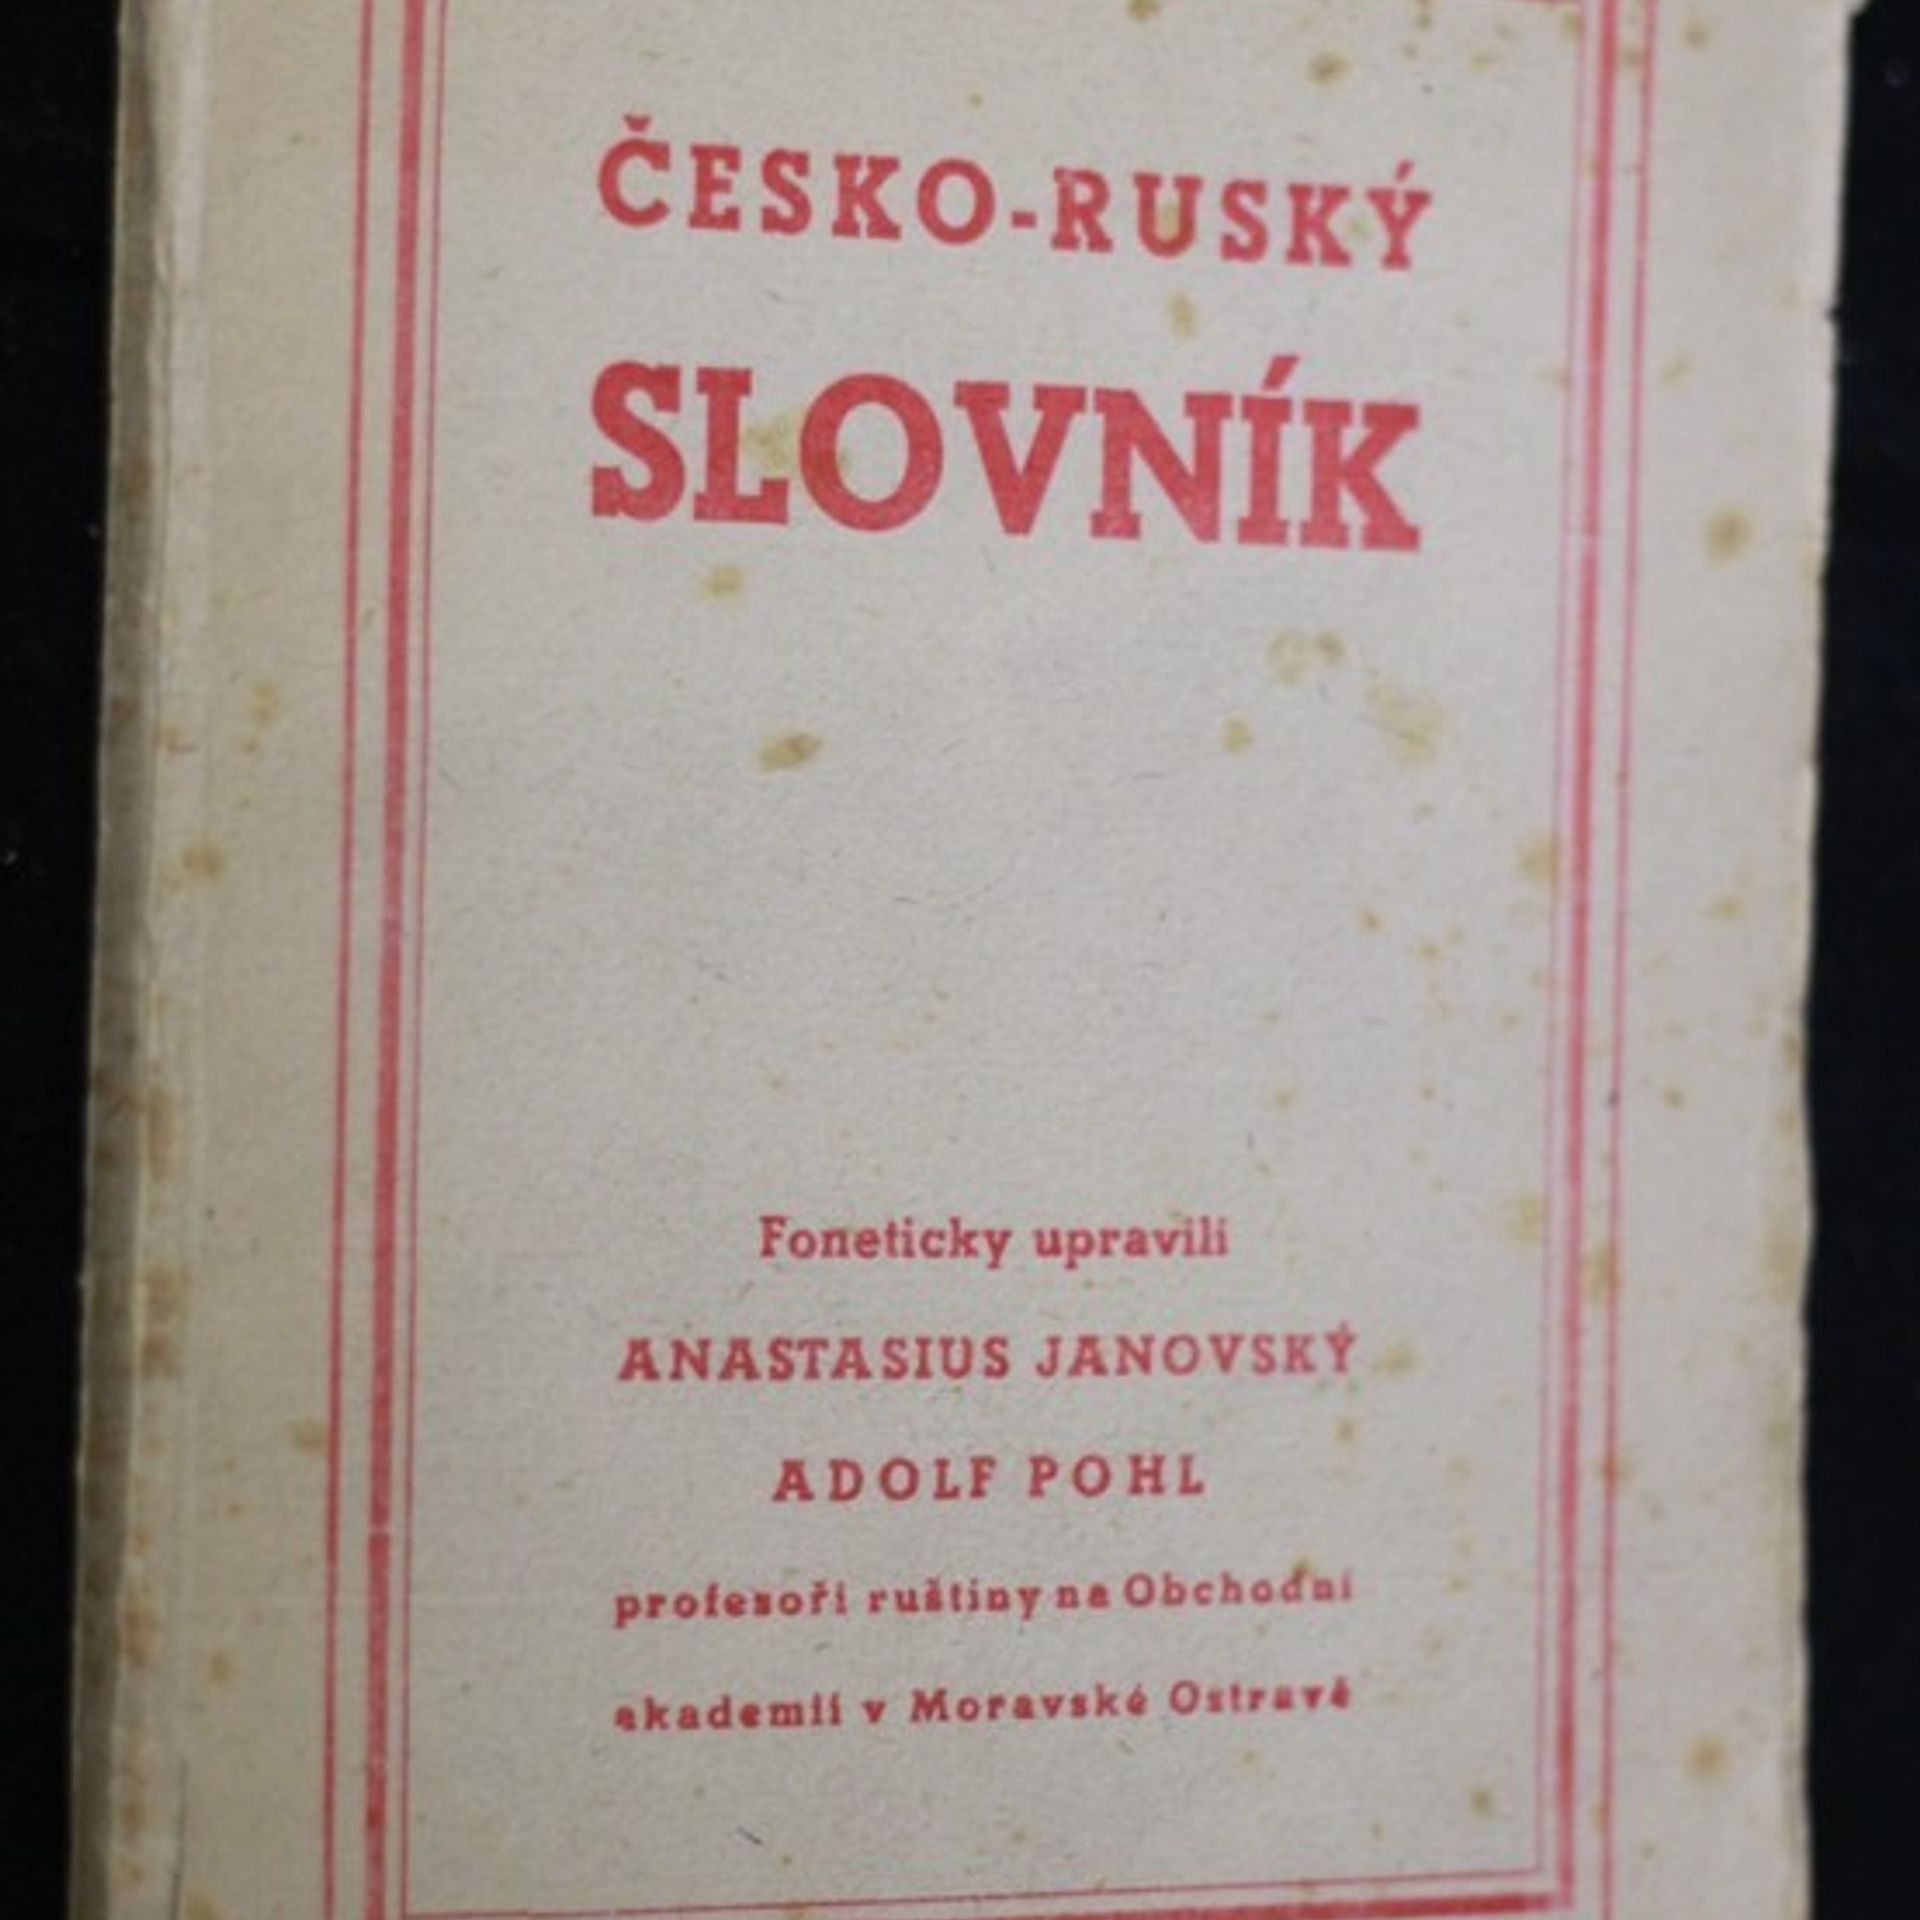 ČESKO-RUSKÝ
SLOVNÍK
Foneticky upravili
ANASTASIUS JANOVSKÝ
ADOLF POHL
profesoři ruštiny na Obchodní
akademii v Moravské Ostravě